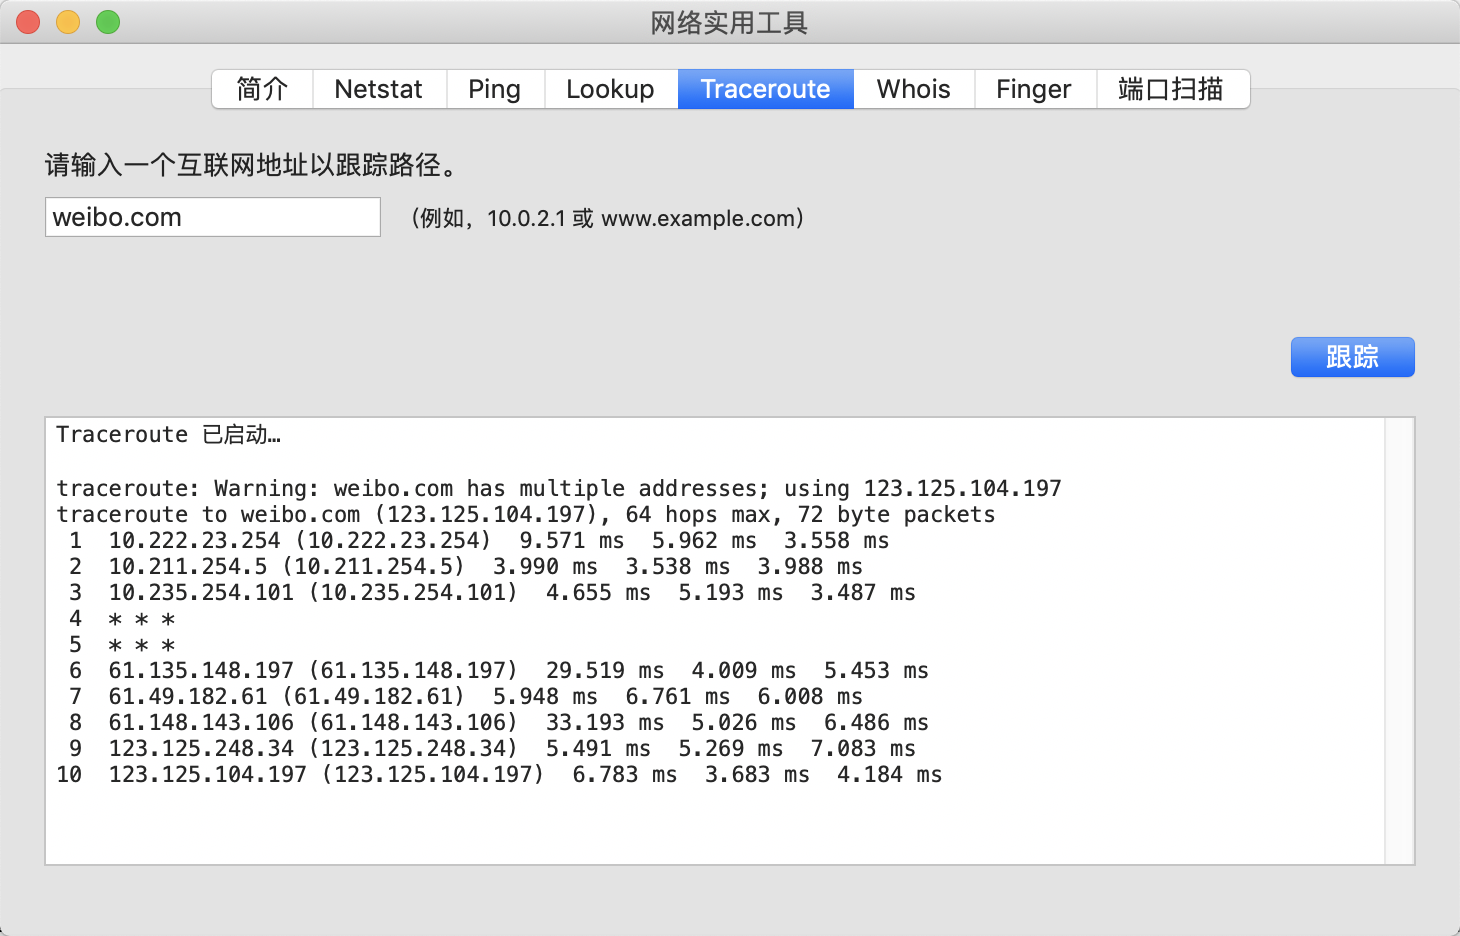 网络实用工具
简介 Netstat Ping Lookup Traceroute Whois Finger 端口扫描
请输入一个互联网地址以跟踪路径。
weibo.com （例如，10.0.2.1 或 www.example.com）
跟踪
Traceroute 已启动…
traceroute: Warning: weibo.com has multiple addresses; using 123.125.104.197
traceroute to weibo.com (123.125.104.197), 64 hops max, 72 byte packets
1 10.222.23.254 (10.222.23.254) 9.571 ms 5.962 ms 3.558 ms
2 10.211.254.5 (10.211.254.5) 3.990 ms 3.538 ms 3.988 ms
3 10.235.254.101 (10.235.254.101) 4.655 ms 5.193 ms 3.487 ms
4 * * *
5 * * *
6 61.135.148.197 (61.135.148.197) 29.519 ms 4.009 ms 5.453 ms
7 61.49.182.61 (61.49.182.61) 5.948 ms 6.761 ms 6.008 ms
8 61.148.143.106 (61.148.143.106) 33.193 ms 5.026 ms 6.486 ms
9 123.125.248.34 (123.125.248.34) 5.491 ms 5.269 ms 7.083 ms
10 123.125.104.197 (123.125.104.197) 6.783 ms 3.683 ms 4.184 ms